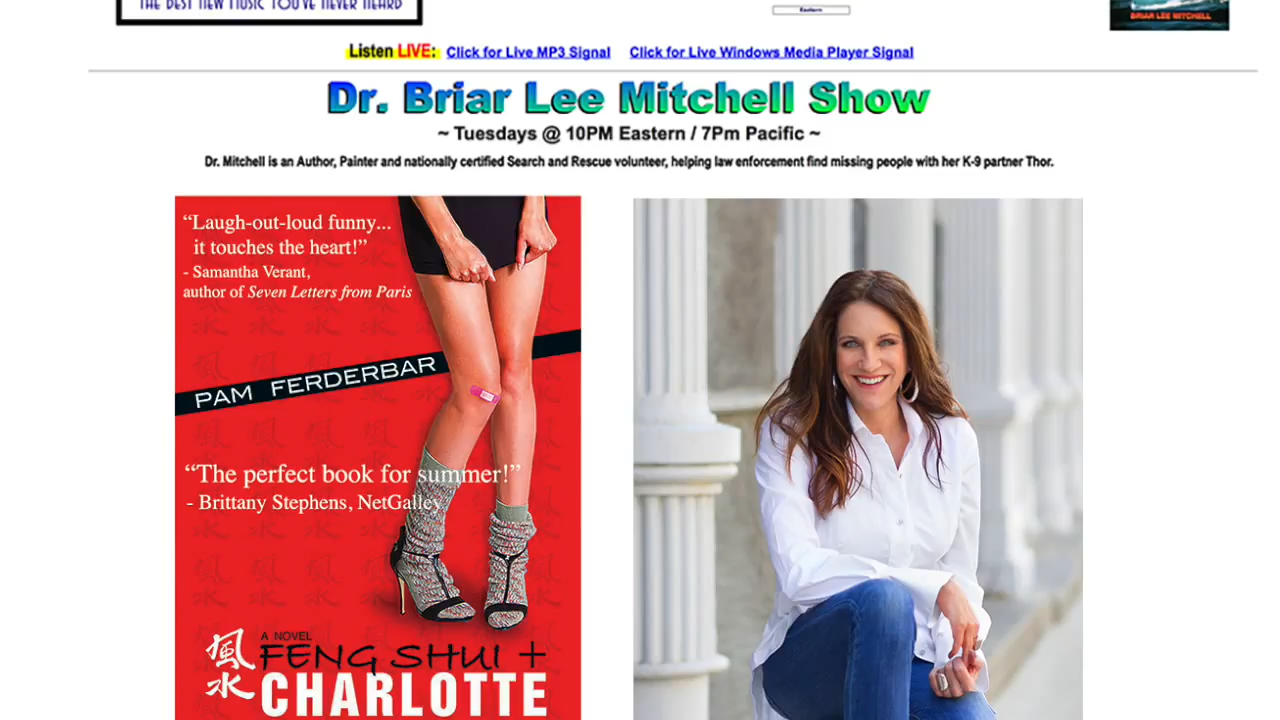 THE BEST NEW MUSIC YOU'VE NEVER HEARD
Eastern
BRIAR LEE MITCHELL
Listen LIVE: Click for Live MP3 Signal Click for Live Windows Media Player Signal
Dr. Briar Lee Mitchell Show
~ Tuesdays @ 10PM Eastern / 7Pm Pacific ~
Dr. Mitchell is an Author, Painter and nationally certified Search and Rescue volunteer, helping law enforcement find missing people with her K-9 partner Thor.
“Laugh-out-loud funny...
it touches the heart!”
- Samantha Verant,
author of Seven Letters from Paris
PAM FERDERBAR
“The perfect book for summer!”
- Brittany Stephens, NetGalley
風水
A NOVEL
FENG SHUI +
CHARLOTTE